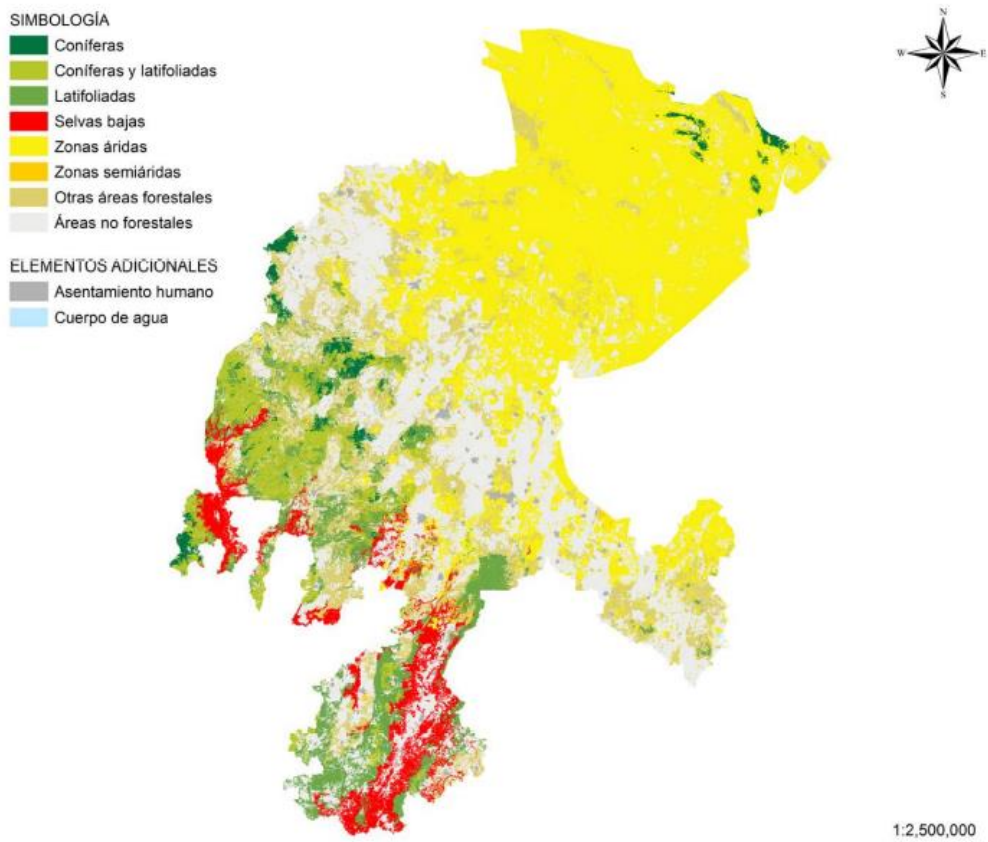 SIMBOLOGÍA
Coníferas
Coníferas y latifoliadas
Latifoliadas
Selvas bajas
Zonas áridas
Zonas semiáridas
Otras áreas forestales
Áreas no forestales
ELEMENTOS ADICIONALES
Asentamiento humano
Cuerpo de agua
N
W E
S
1:2,500,000